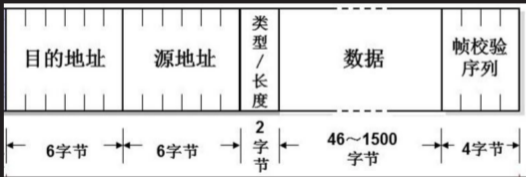 目的地址
源地址
类型/长度
数据
帧校验
序列
6字节
6字节
2字节
46~1500
字节
4字节